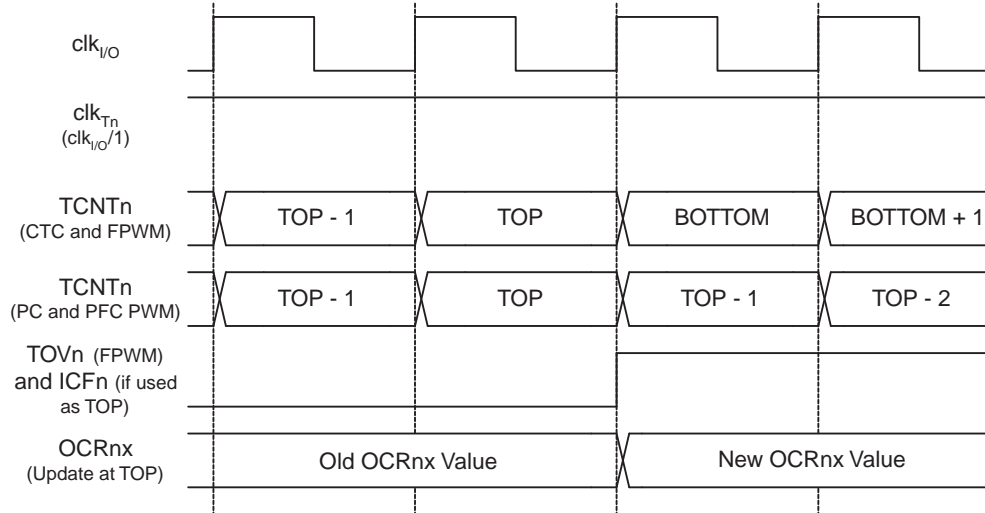 clkI/O
clkTn
(clkI/O/1)
TCNTn
(CTC and FPWM)
TOP - 1
TOP
BOTTOM
BOTTOM + 1
TCNTn
(PC and PFC PWM)
TOP - 1
TOP
TOP - 1
TOP - 2
TOVn (FPWM)
and ICFn (if used
as TOP)
OCRnx
(Update at TOP)
Old OCRnx Value
New OCRnx Value